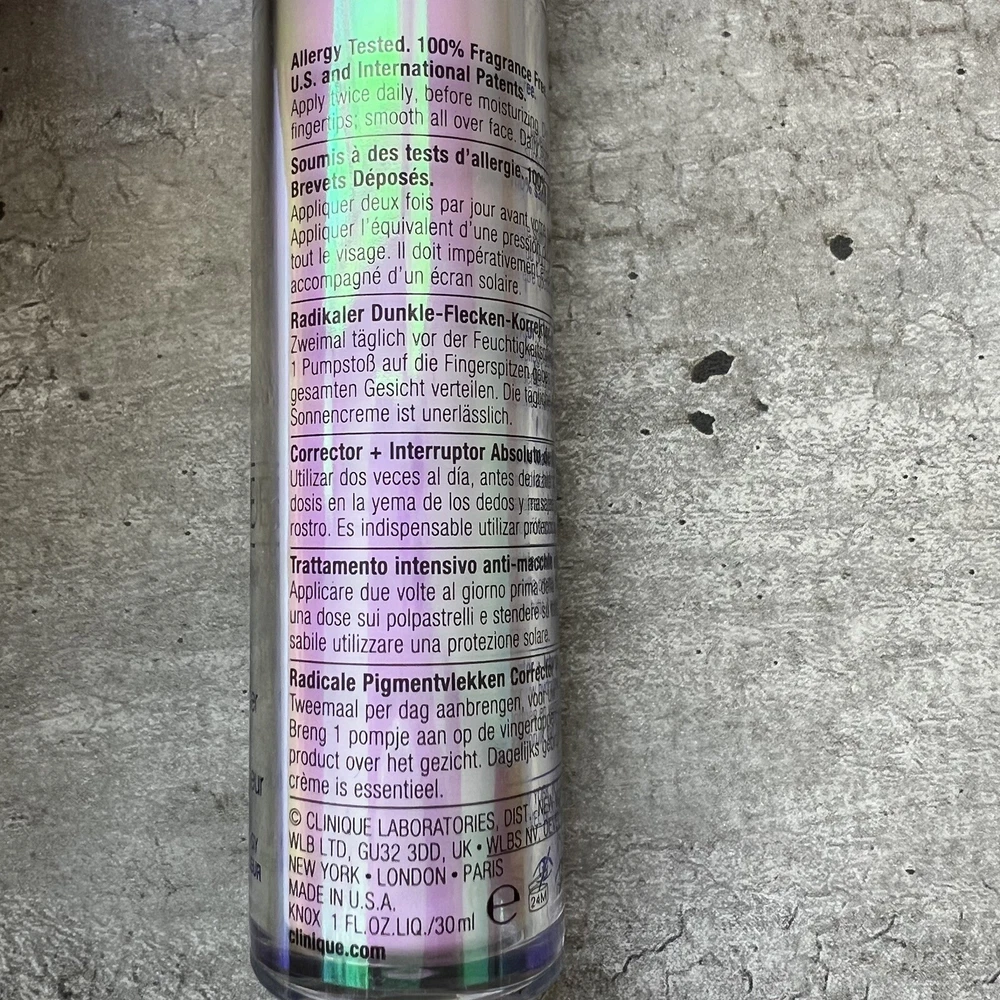 Allergy Tested. 100% Fragrance Free
U.S. and International Patents.
Apply twice daily, before moisturizing
fingertips; smooth all over face.
Soumis à des tests d'allergie. 100%
Brevets Déposés.
Appliquer deux fois par jour avant
Appliquer l'équivalent d'une
tout le visage. Il doit impérativement
accompagné d'un écran solaire.
Radikaler Dunkle-Flecken-Korrektor
Zweimal täglich vor der
1 Pumpstoß auf die Fingerspitzen
gesamten Gesicht verteilen. Die
Sonnencreme ist unerlässlich.
Corrector + Interruptor Absoluto
Utilizar dos veces al día, antes de
dosis en la yema de los dedos y
rostro. Es indispensable utilizar
Trattamento intensivo anti-macchie
Applicare due volte al giorno prima
una dose sui polpastrelli e stendere
sabile utilizzare una protezione solare.
Radicale Pigmentvlekken Corrector
Tweemaal per dag aanbrengen,
Breng 1 pompje aan op de
product over het gezicht. Dagelijks
crème is essentieel.
© CLINIQUE LABORATORIES, DIST.
WLB LTD, GU32 3DD, UK • WLBS NV.
NEW YORK • LONDON • PARIS
MADE IN U.S.A.
KNOX 1 FL.OZ.LIQ./30 ml e 24M
clinique.com